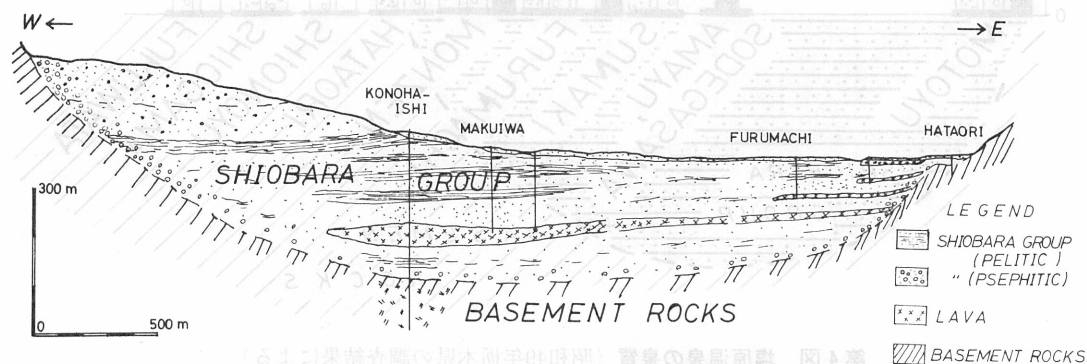 W ←
→ E
KONOHA-
ISHI
MAKUIWA
FURUMACHI
HATAORI
SHIOBARA GROUP
300 m
0
500 m
BASEMENT ROCKS
LEGEND
SHIOBARA GROUP
(PELITIC)
" (PSEPHITIC)
LAVA
BASEMENT ROCKS